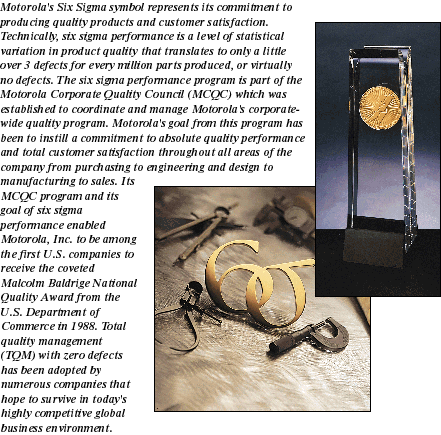 Motorola's Six Sigma symbol represents its commitment to
producing quality products and customer satisfaction.
Technically, six sigma performance is a level of statistical
variation in product quality that translates to only a little
over 3 defects for every million parts produced, or virtually
no defects. The six sigma performance program is part of the
Motorola Corporate Quality Council (MCQC) which was
established to coordinate and manage Motorola's corporate-
wide quality program. Motorola's goal from this program has
been to instill a commitment to absolute quality performance
and total customer satisfaction throughout all areas of the
company from purchasing to engineering and design to
manufacturing to sales. Its
MCQC program and its
goal of six sigma
performance enabled
Motorola, Inc. to be among
the first U.S. companies to
receive the coveted
Malcolm Baldrige National
Quality Award from the
U.S. Department of
Commerce in 1988. Total
quality management
(TQM) with zero defects
has been adopted by
numerous companies that
hope to survive in today's
highly competitive global
business environment.
6σ